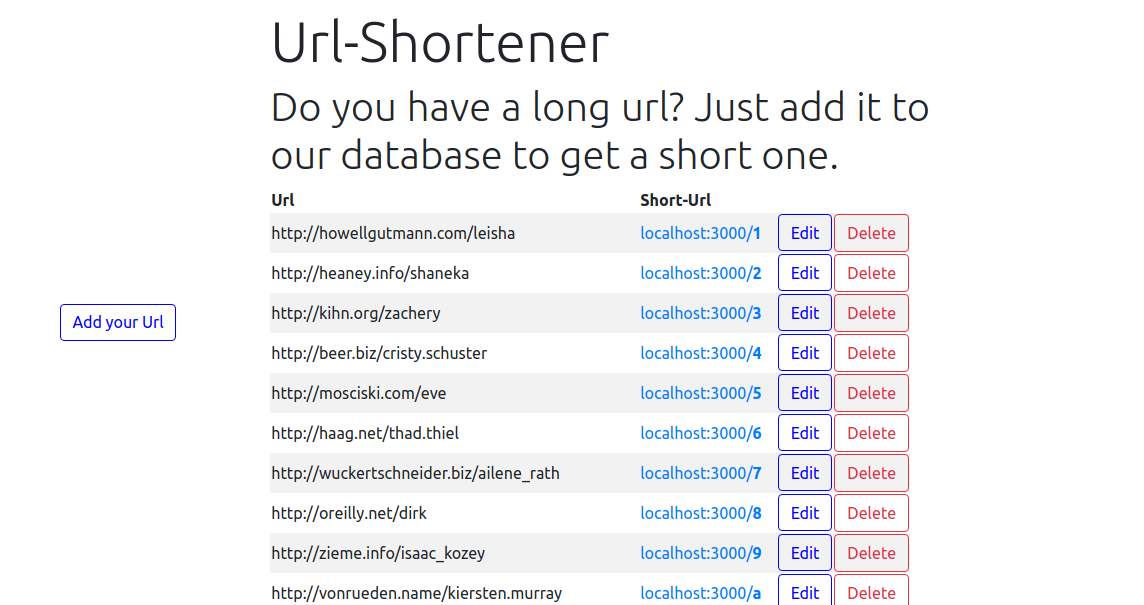 Url-Shortener
Do you have a long url? Just add it to
our database to get a short one.
Url Short-Url
http://howellgutmann.com/leisha localhost:3000/1 Edit Delete
http://heaney.info/shaneka localhost:3000/2 Edit Delete
http://kihn.org/zachery localhost:3000/3 Edit Delete
Add your Url
http://beer.biz/cristy.schuster localhost:3000/4 Edit Delete
http://mosciski.com/eve localhost:3000/5 Edit Delete
http://haag.net/thad.thiel localhost:3000/6 Edit Delete
http://wuckertschneider.biz/ailene_rath localhost:3000/7 Edit Delete
http://oreilly.net/dirk localhost:3000/8 Edit Delete
http://zieme.info/isaac_kozey localhost:3000/9 Edit Delete
http://vonrueden.name/kiersten.murray localhost:3000/a Edit Delete